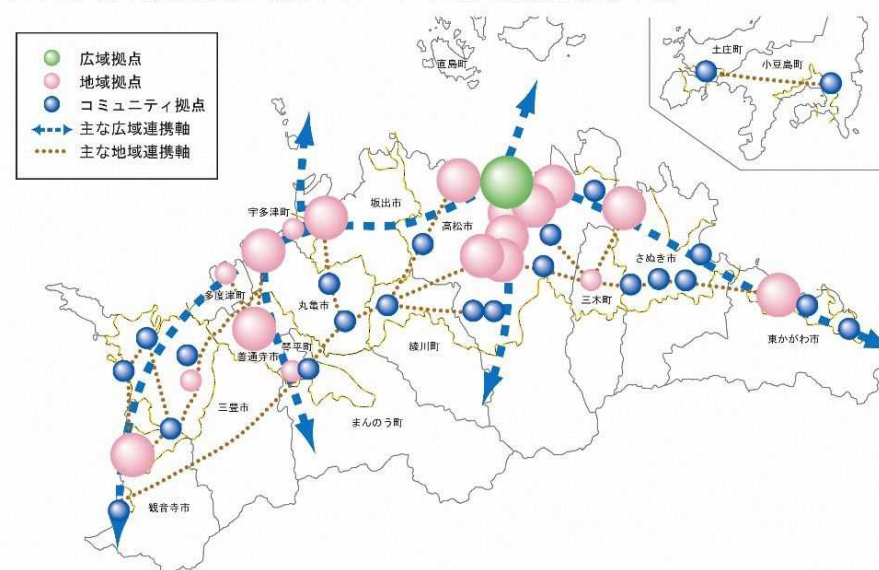 広域拠点
地域拠点
コミュニティ拠点
主な広域連携軸
主な地域連携軸
土庄町
小豆島町
直島町
宇多津町
坂出市
高松市
さぬき市
多度津町
丸亀市
三木町
東かがわ市
善通寺市
琴平町
綾川町
三豊市
まんのう町
観音寺市